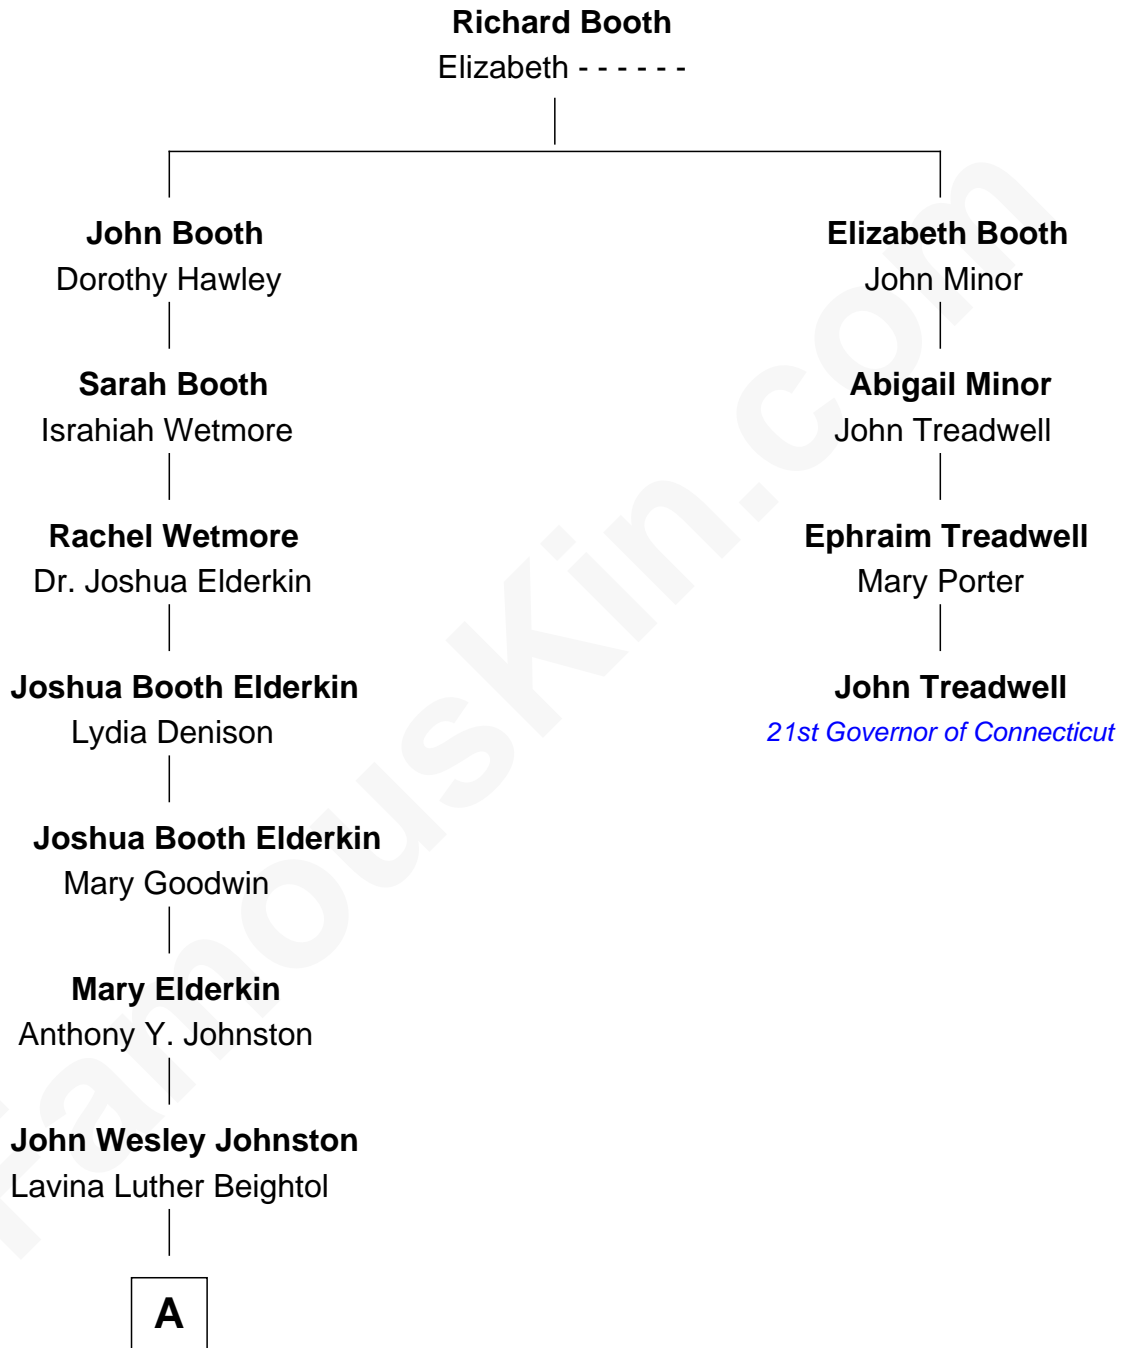 Richard Booth
Elizabeth - - - - - -
John Booth
Dorothy Hawley
Sarah Booth
Israhiah Wetmore
Rachel Wetmore
Dr. Joshua Elderkin
Joshua Booth Elderkin
Lydia Denison
Joshua Booth Elderkin
Mary Goodwin
Mary Elderkin
Anthony Y. Johnston
John Wesley Johnston
Lavina Luther Beightol
A
Elizabeth Booth
John Minor
Abigail Minor
John Treadwell
Ephraim Treadwell
Mary Porter
John Treadwell
21st Governor of Connecticut
FamousKin.com